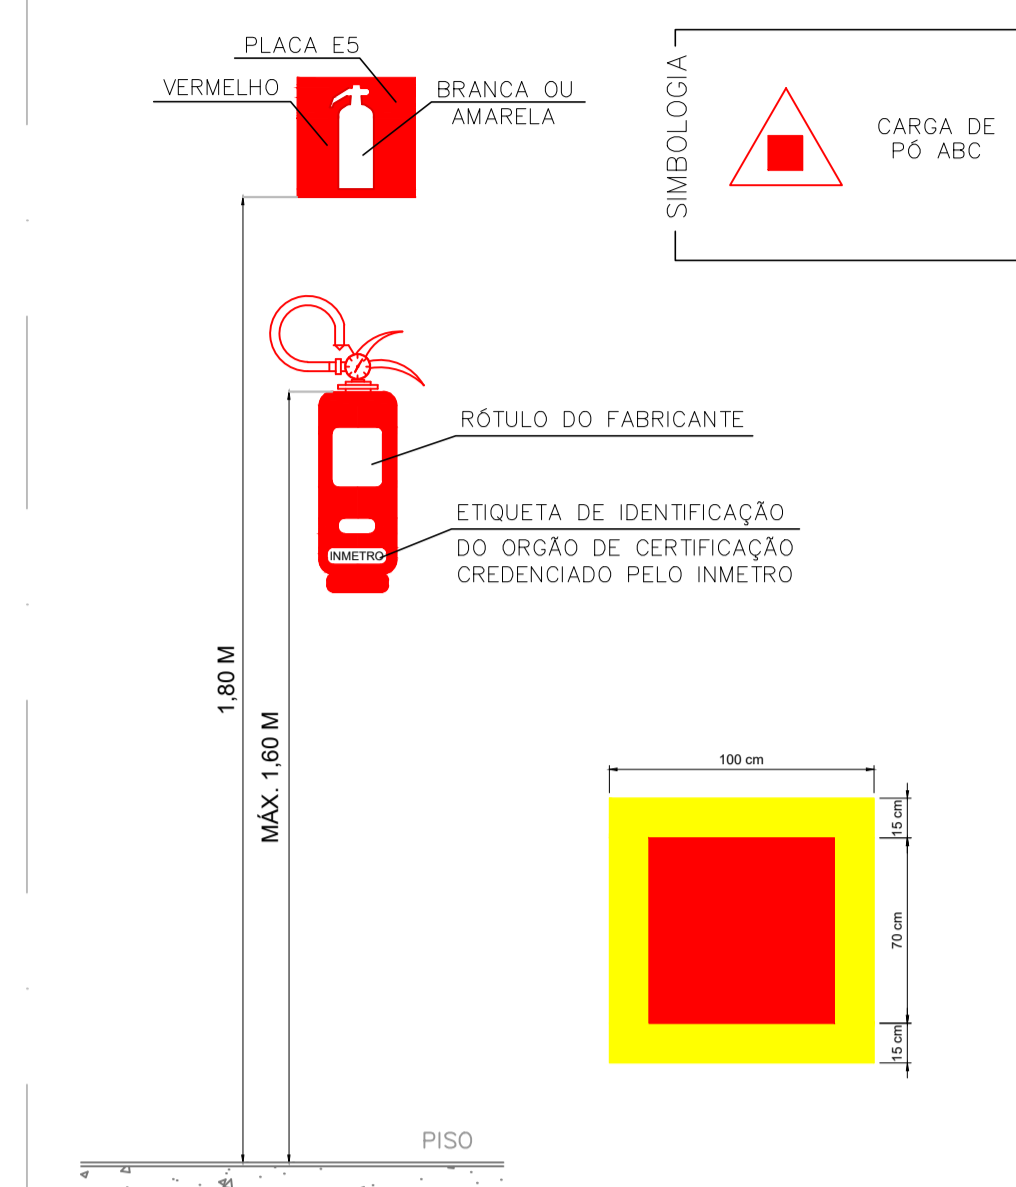 PLACA E5
VERMELHO
BRANCA OU
AMARELA
SIMBOLOGIA
CARGA DE
PÓ ABC
RÓTULO DO FABRICANTE
ETIQUETA DE IDENTIFICAÇÃO
DO ORGÃO DE CERTIFICAÇÃO
CREDENCIADO PELO INMETRO
INMETRO
1,80 M
MÁX. 1,60 M
100 cm
15 cm
70 cm
15 cm
PISO